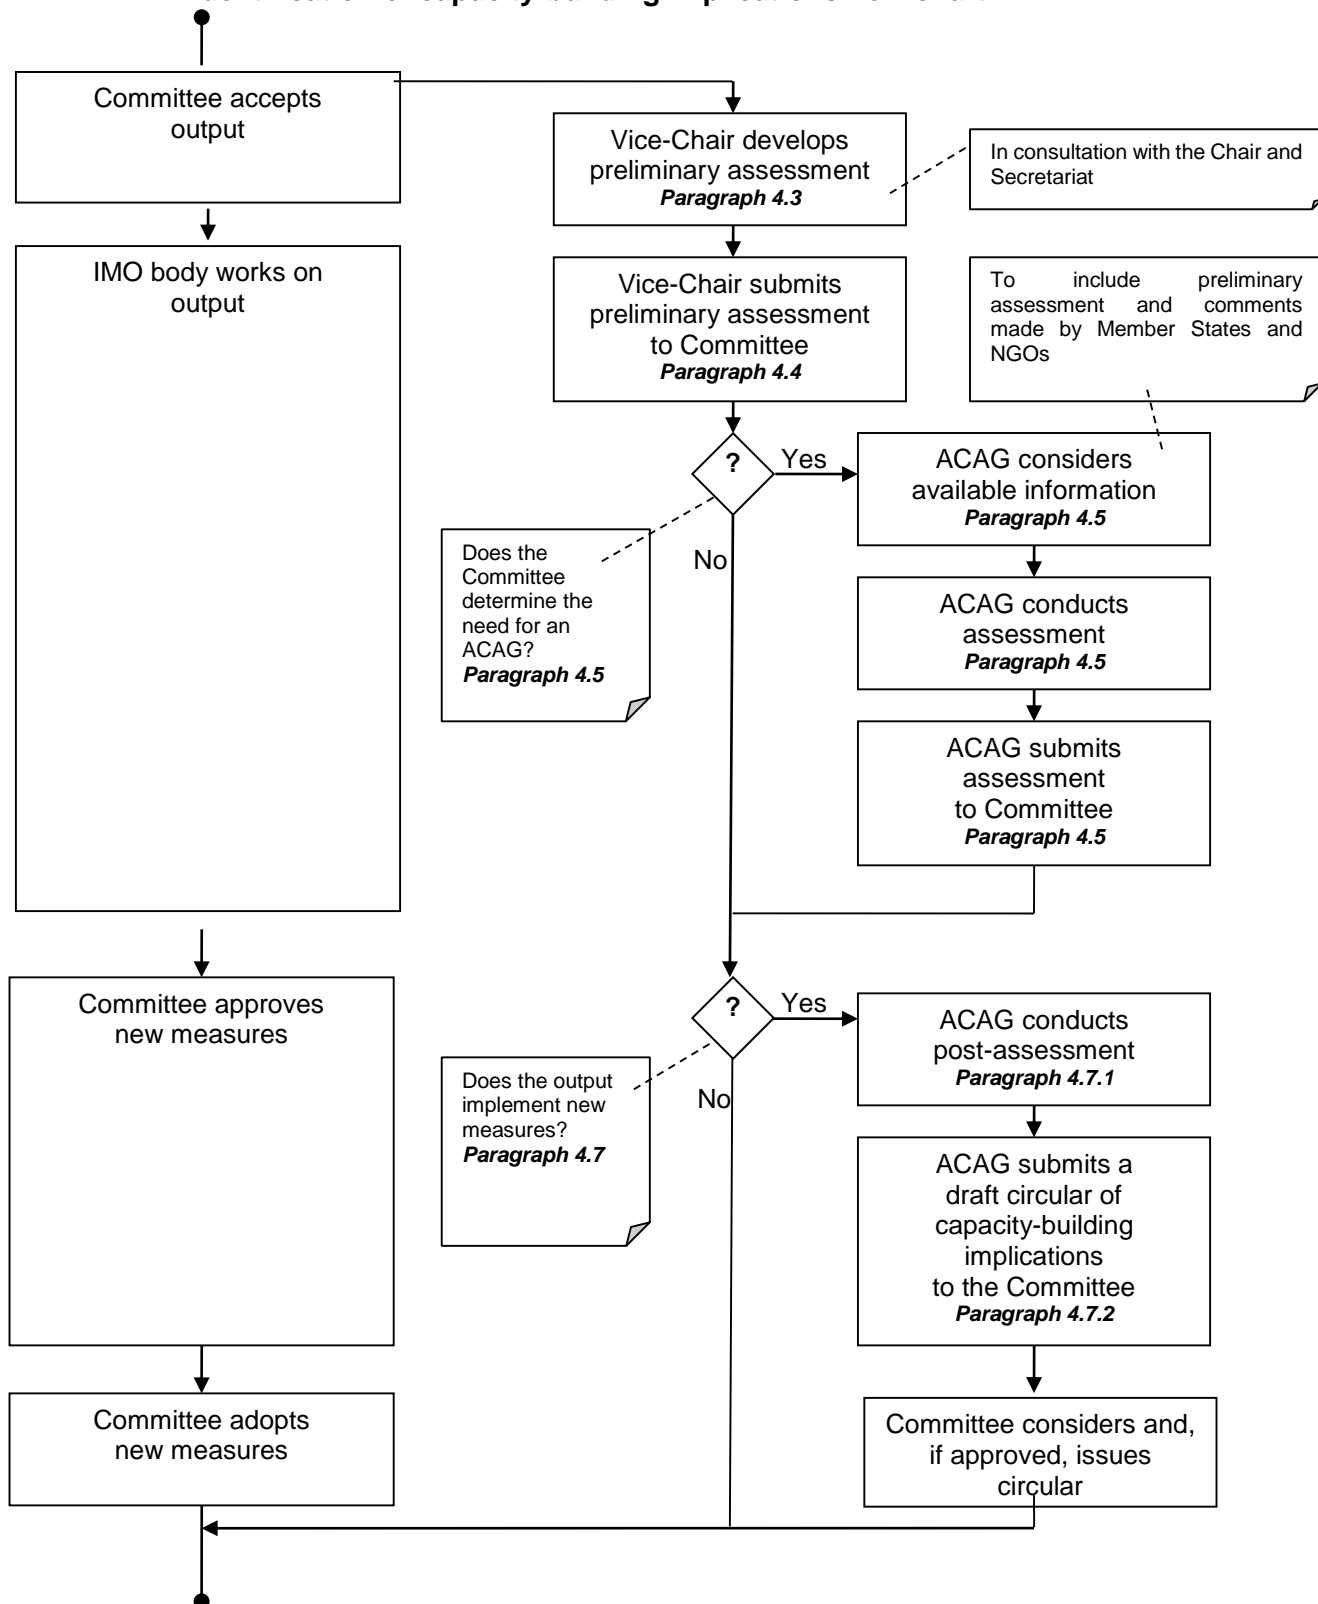 Committee accepts
output
Vice-Chair develops
preliminary assessment
Paragraph 4.3
In consultation with the Chair and
Secretariat
IMO body works on
output
Vice-Chair submits
preliminary assessment
to Committee
Paragraph 4.4
To include preliminary
assessment and comments
made by Member States and
NGOs
?
Yes
No
Does the
Committee
determine the
need for an
ACAG?
Paragraph 4.5
ACAG considers
available information
Paragraph 4.5
ACAG conducts
assessment
Paragraph 4.5
ACAG submits
assessment
to Committee
Paragraph 4.5
Committee approves
new measures
?
Yes
No
Does the output
implement new
measures?
Paragraph 4.7
ACAG conducts
post-assessment
Paragraph 4.7.1
ACAG submits a
draft circular of
capacity-building
implications
to the Committee
Paragraph 4.7.2
Committee adopts
new measures
Committee considers and,
if approved, issues
circular